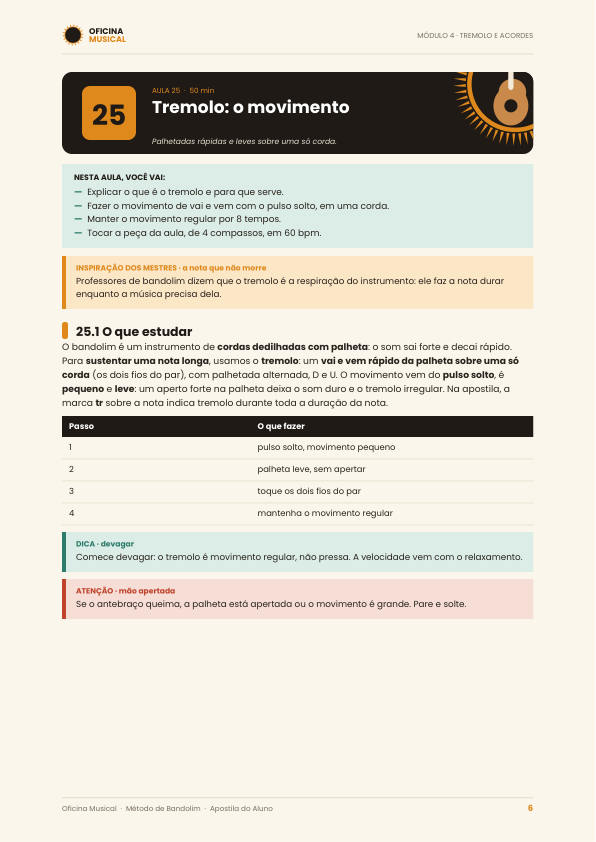 OFICINA
MUSICAL
MÓDULO 4 · TREMOLO E ACORDES
25
AULA 25 · 50 min
Tremolo: o movimento
Palhetadas rápidas e leves sobre uma só corda.
NESTA AULA, VOCÊ VAI:
— Explicar o que é o tremolo e para que serve.
— Fazer o movimento de vai e vem com o pulso solto, em uma corda.
— Manter o movimento regular por 8 tempos.
— Tocar a peça da aula, de 4 compassos, em 60 bpm.
INSPIRAÇÃO DOS MESTRES · a nota que não morre
Professores de bandolim dizem que o tremolo é a respiração do instrumento: ele faz a nota durar
enquanto a música precisa dela.
25.1 O que estudar
O bandolim é um instrumento de cordas dedilhadas com palheta: o som sai forte e decai rápido.
Para sustentar uma nota longa, usamos o tremolo: um vai e vem rápido da palheta sobre uma só
corda (os dois fios do par), com palhetada alternada, D e U. O movimento vem do pulso solto, é
pequeno e leve: um aperto forte na palheta deixa o som duro e o tremolo irregular. Na apostila, a
marca tr sobre a nota indica tremolo durante toda a duração da nota.
Passo O que fazer
1 pulso solto, movimento pequeno
2 palheta leve, sem apertar
3 toque os dois fios do par
4 mantenha o movimento regular
DICA · devagar
Comece devagar: o tremolo é movimento regular, não pressa. A velocidade vem com o relaxamento.
ATENÇÃO · mão apertada
Se o antebraço queima, a palheta está apertada ou o movimento é grande. Pare e solte.
Oficina Musical · Método de Bandolim · Apostila do Aluno
6